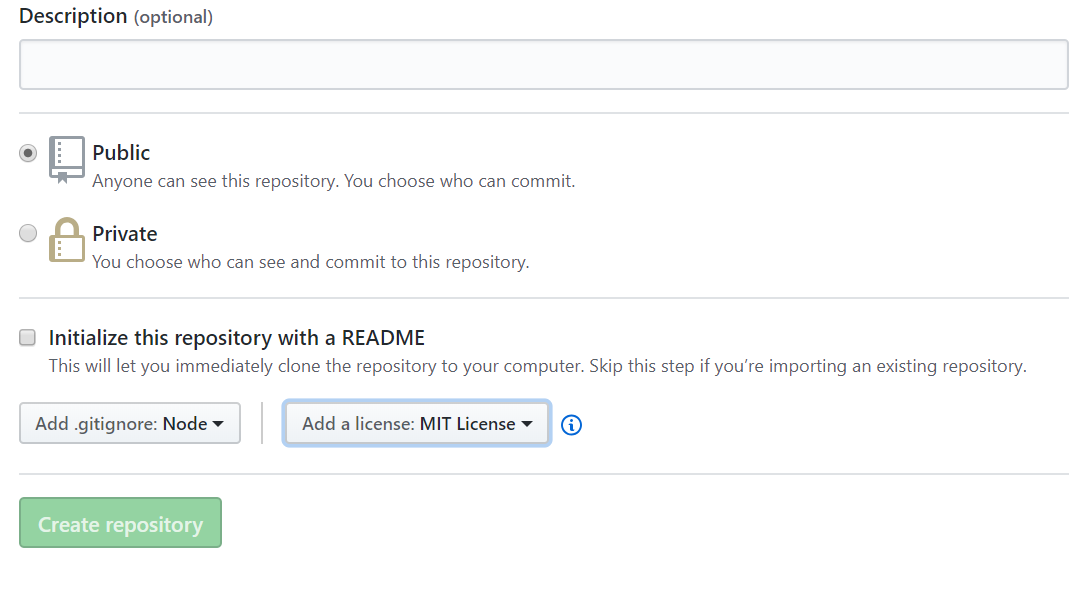 Description (optional)
Public
Anyone can see this repository. You choose who can commit.
Private
You choose who can see and commit to this repository.
Initialize this repository with a README
This will let you immediately clone the repository to your computer. Skip this step if you’re importing an existing repository.
Add .gitignore: Node Add a license: MIT License
Create repository